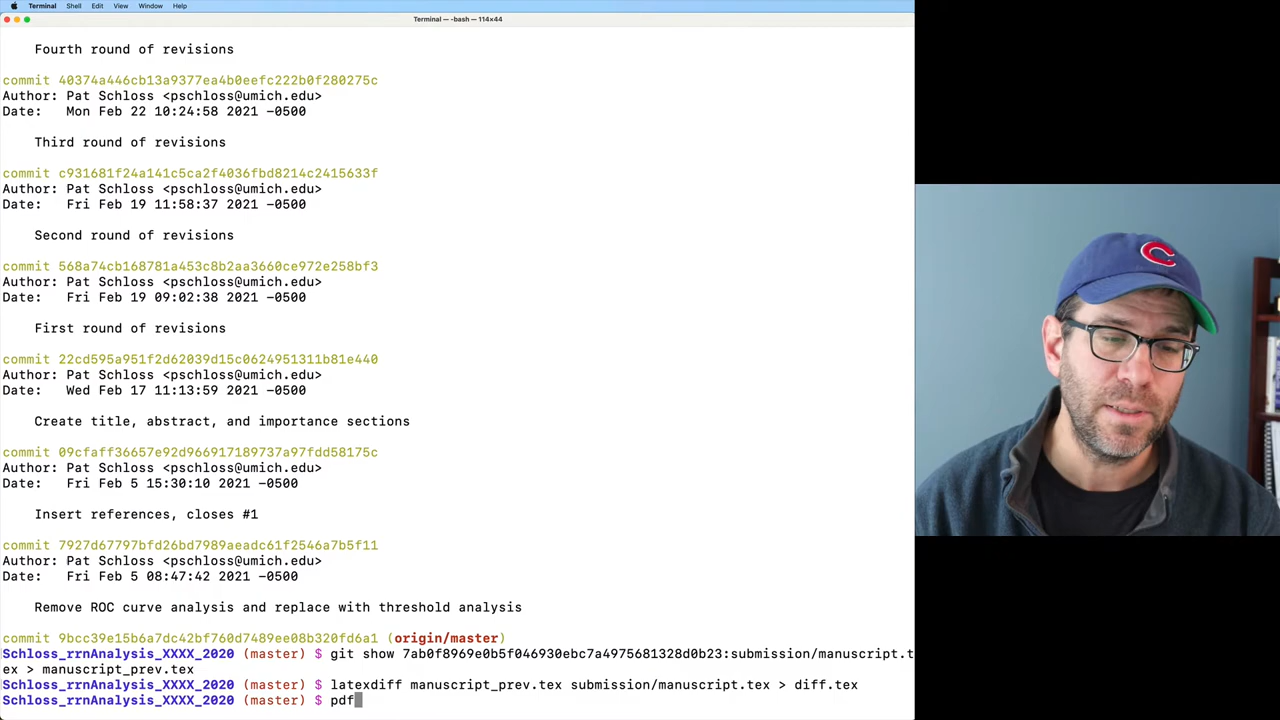 Terminal Shell Edit View Window Help
Terminal — -bash — 114×44
Fourth round of revisions
commit 40374a446cb13a9377ea4b0eefc222b0f280275c
Author: Pat Schloss <pschloss@umich.edu>
Date:   Mon Feb 22 10:24:58 2021 -0500
Third round of revisions
commit c931681f24a141c5ca2f4036fbd8214c2415633f
Author: Pat Schloss <pschloss@umich.edu>
Date:   Fri Feb 19 11:58:37 2021 -0500
Second round of revisions
commit 568a74cb168781a453c8b2aa3660ce972e258bf3
Author: Pat Schloss <pschloss@umich.edu>
Date:   Fri Feb 19 09:02:38 2021 -0500
First round of revisions
commit 22cd595a951f2d62039d15c0624951311b81e440
Author: Pat Schloss <pschloss@umich.edu>
Date:   Wed Feb 17 11:13:59 2021 -0500
Create title, abstract, and importance sections
commit 09cfaff36657e92d966917189737a97fdd58175c
Author: Pat Schloss <pschloss@umich.edu>
Date:   Fri Feb 5 15:30:10 2021 -0500
Insert references, closes #1
commit 7927d67797bfd26bd7989aeadc61f2546a7b5f11
Author: Pat Schloss <pschloss@umich.edu>
Date:   Fri Feb 5 08:47:42 2021 -0500
Remove ROC curve analysis and replace with threshold analysis
commit 9bcc39e15b6a7dc42bf760d7489ee08b320fd6a1 (origin/master)
Schloss_rrnAnalysis_XXXX_2020 (master) $ git show 7ab0f8969e0b5f046930ebc7a4975681328d0b23:submission/manuscript.t
ex > manuscript_prev.tex
Schloss_rrnAnalysis_XXXX_2020 (master) $ latexdiff manuscript_prev.tex submission/manuscript.tex > diff.tex
Schloss_rrnAnalysis_XXXX_2020 (master) $ pdf
C